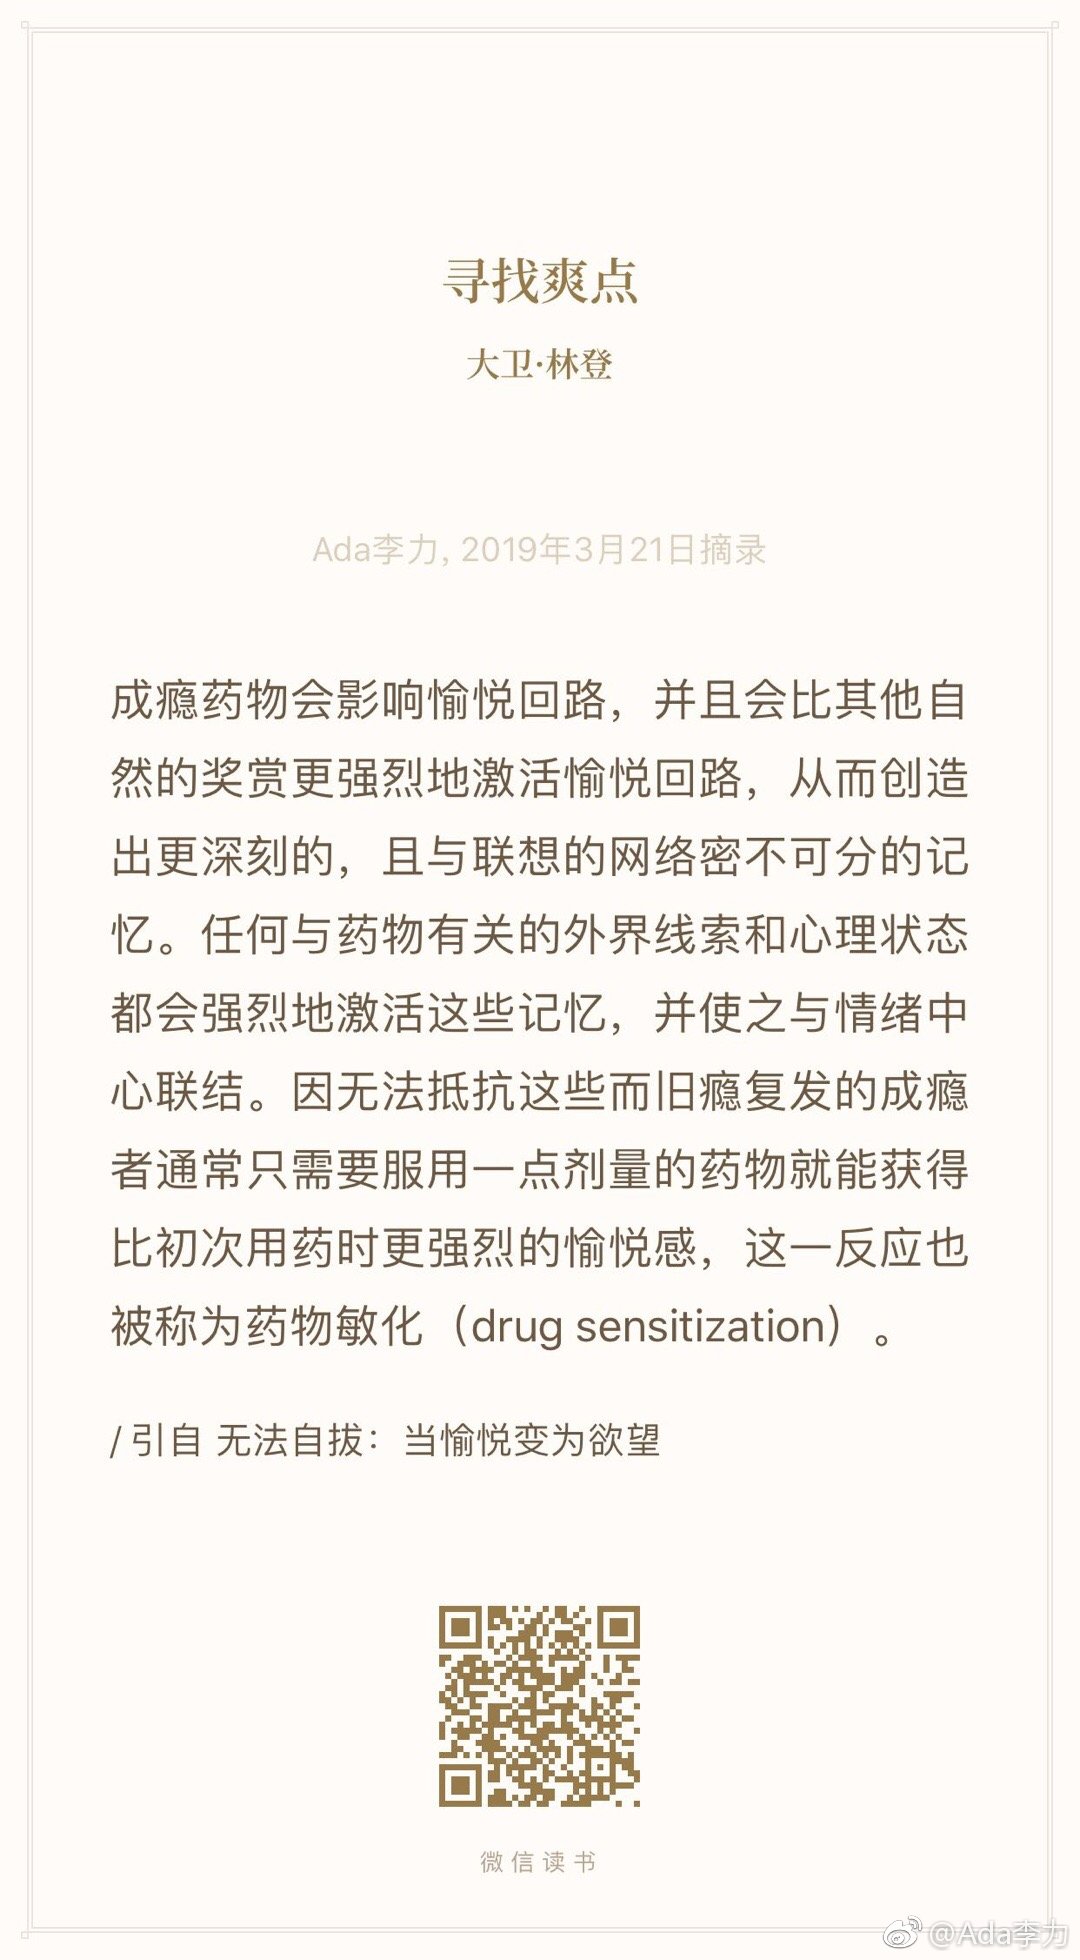 寻找爽点
大卫·林登
Ada李力, 2019年3月21日摘录
成瘾药物会影响愉悦回路，并且会比其他自
然的奖赏更强烈地激活愉悦回路，从而创造
出更深刻的，且与联想的网络密不可分的记
忆。任何与药物有关的外界线索和心理状态
都会强烈地激活这些记忆，并使之与情绪中
心联结。因无法抵抗这些而旧瘾复发的成瘾
者通常只需要服用一点剂量的药物就能获得
比初次用药时更强烈的愉悦感，这一反应也
被称为药物敏化（drug sensitization）。
/ 引自 无法自拔：当愉悦变为欲望
微信读书
@Ada李力